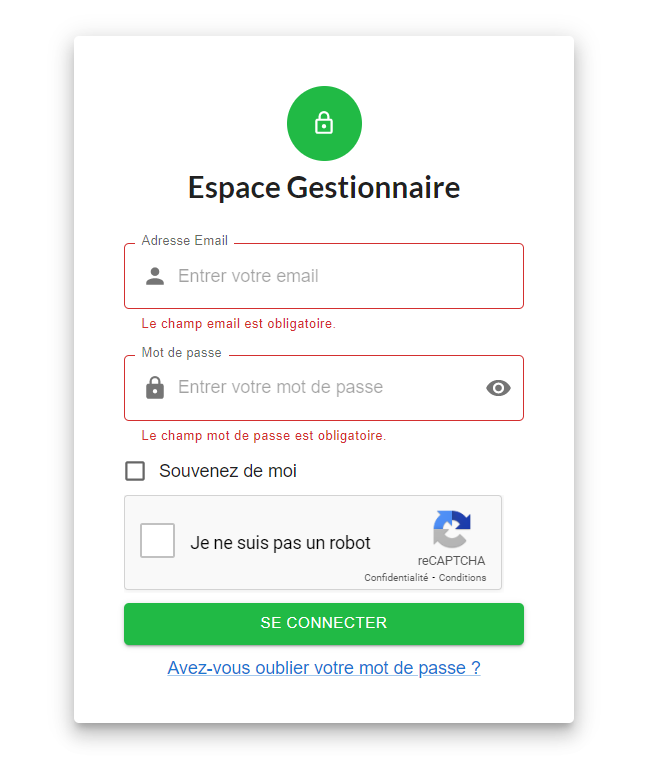 Espace Gestionnaire
Adresse Email
Entrer votre email
Le champ email est obligatoire.
Mot de passe
Entrer votre mot de passe
Le champ mot de passe est obligatoire.
Souvenez de moi
Je ne suis pas un robot
reCAPTCHA
Confidentialité - Conditions
SE CONNECTER
Avez-vous oublier votre mot de passe ?